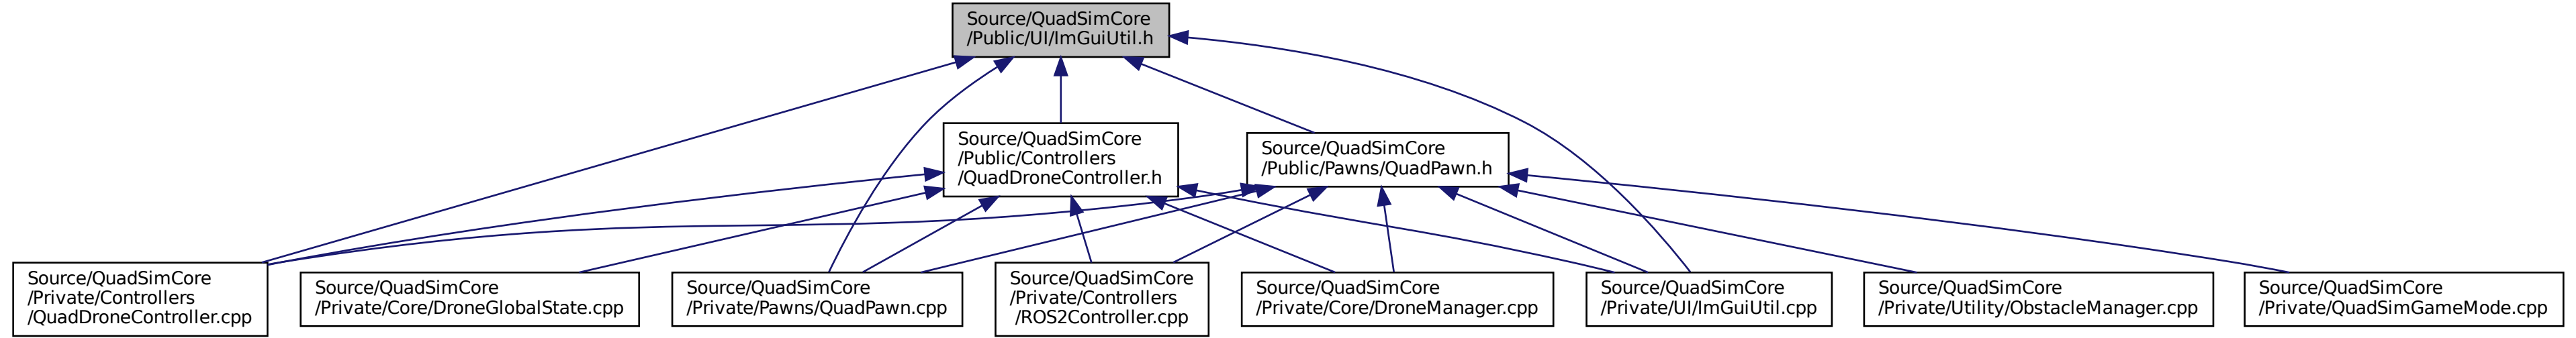 Source/QuadSimCore
/Public/UI/ImGuiUtil.h
Source/QuadSimCore
/Public/Controllers
/QuadDroneController.h
Source/QuadSimCore
/Public/Pawns/QuadPawn.h
Source/QuadSimCore
/Private/Controllers
/QuadDroneController.cpp
Source/QuadSimCore
/Private/Core/DroneGlobalState.cpp
Source/QuadSimCore
/Private/Pawns/QuadPawn.cpp
Source/QuadSimCore
/Private/Controllers
/ROS2Controller.cpp
Source/QuadSimCore
/Private/Core/DroneManager.cpp
Source/QuadSimCore
/Private/UI/ImGuiUtil.cpp
Source/QuadSimCore
/Private/Utility/ObstacleManager.cpp
Source/QuadSimCore
/Private/QuadSimGameMode.cpp